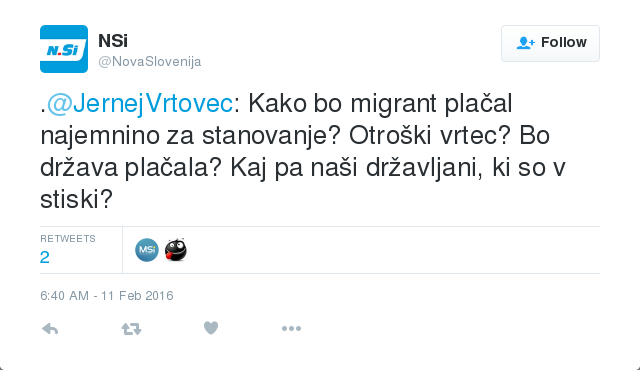 N.Si
NSi
@NovaSlovenija
Follow
.@JernejVrtovec: Kako bo migrant plačal
najemnino za stanovanje? Otroški vrtec? Bo
država plačala? Kaj pa naši državljani, ki so v
stiski?
RETWEETS
2
MSi
6:40 AM - 11 Feb 2016